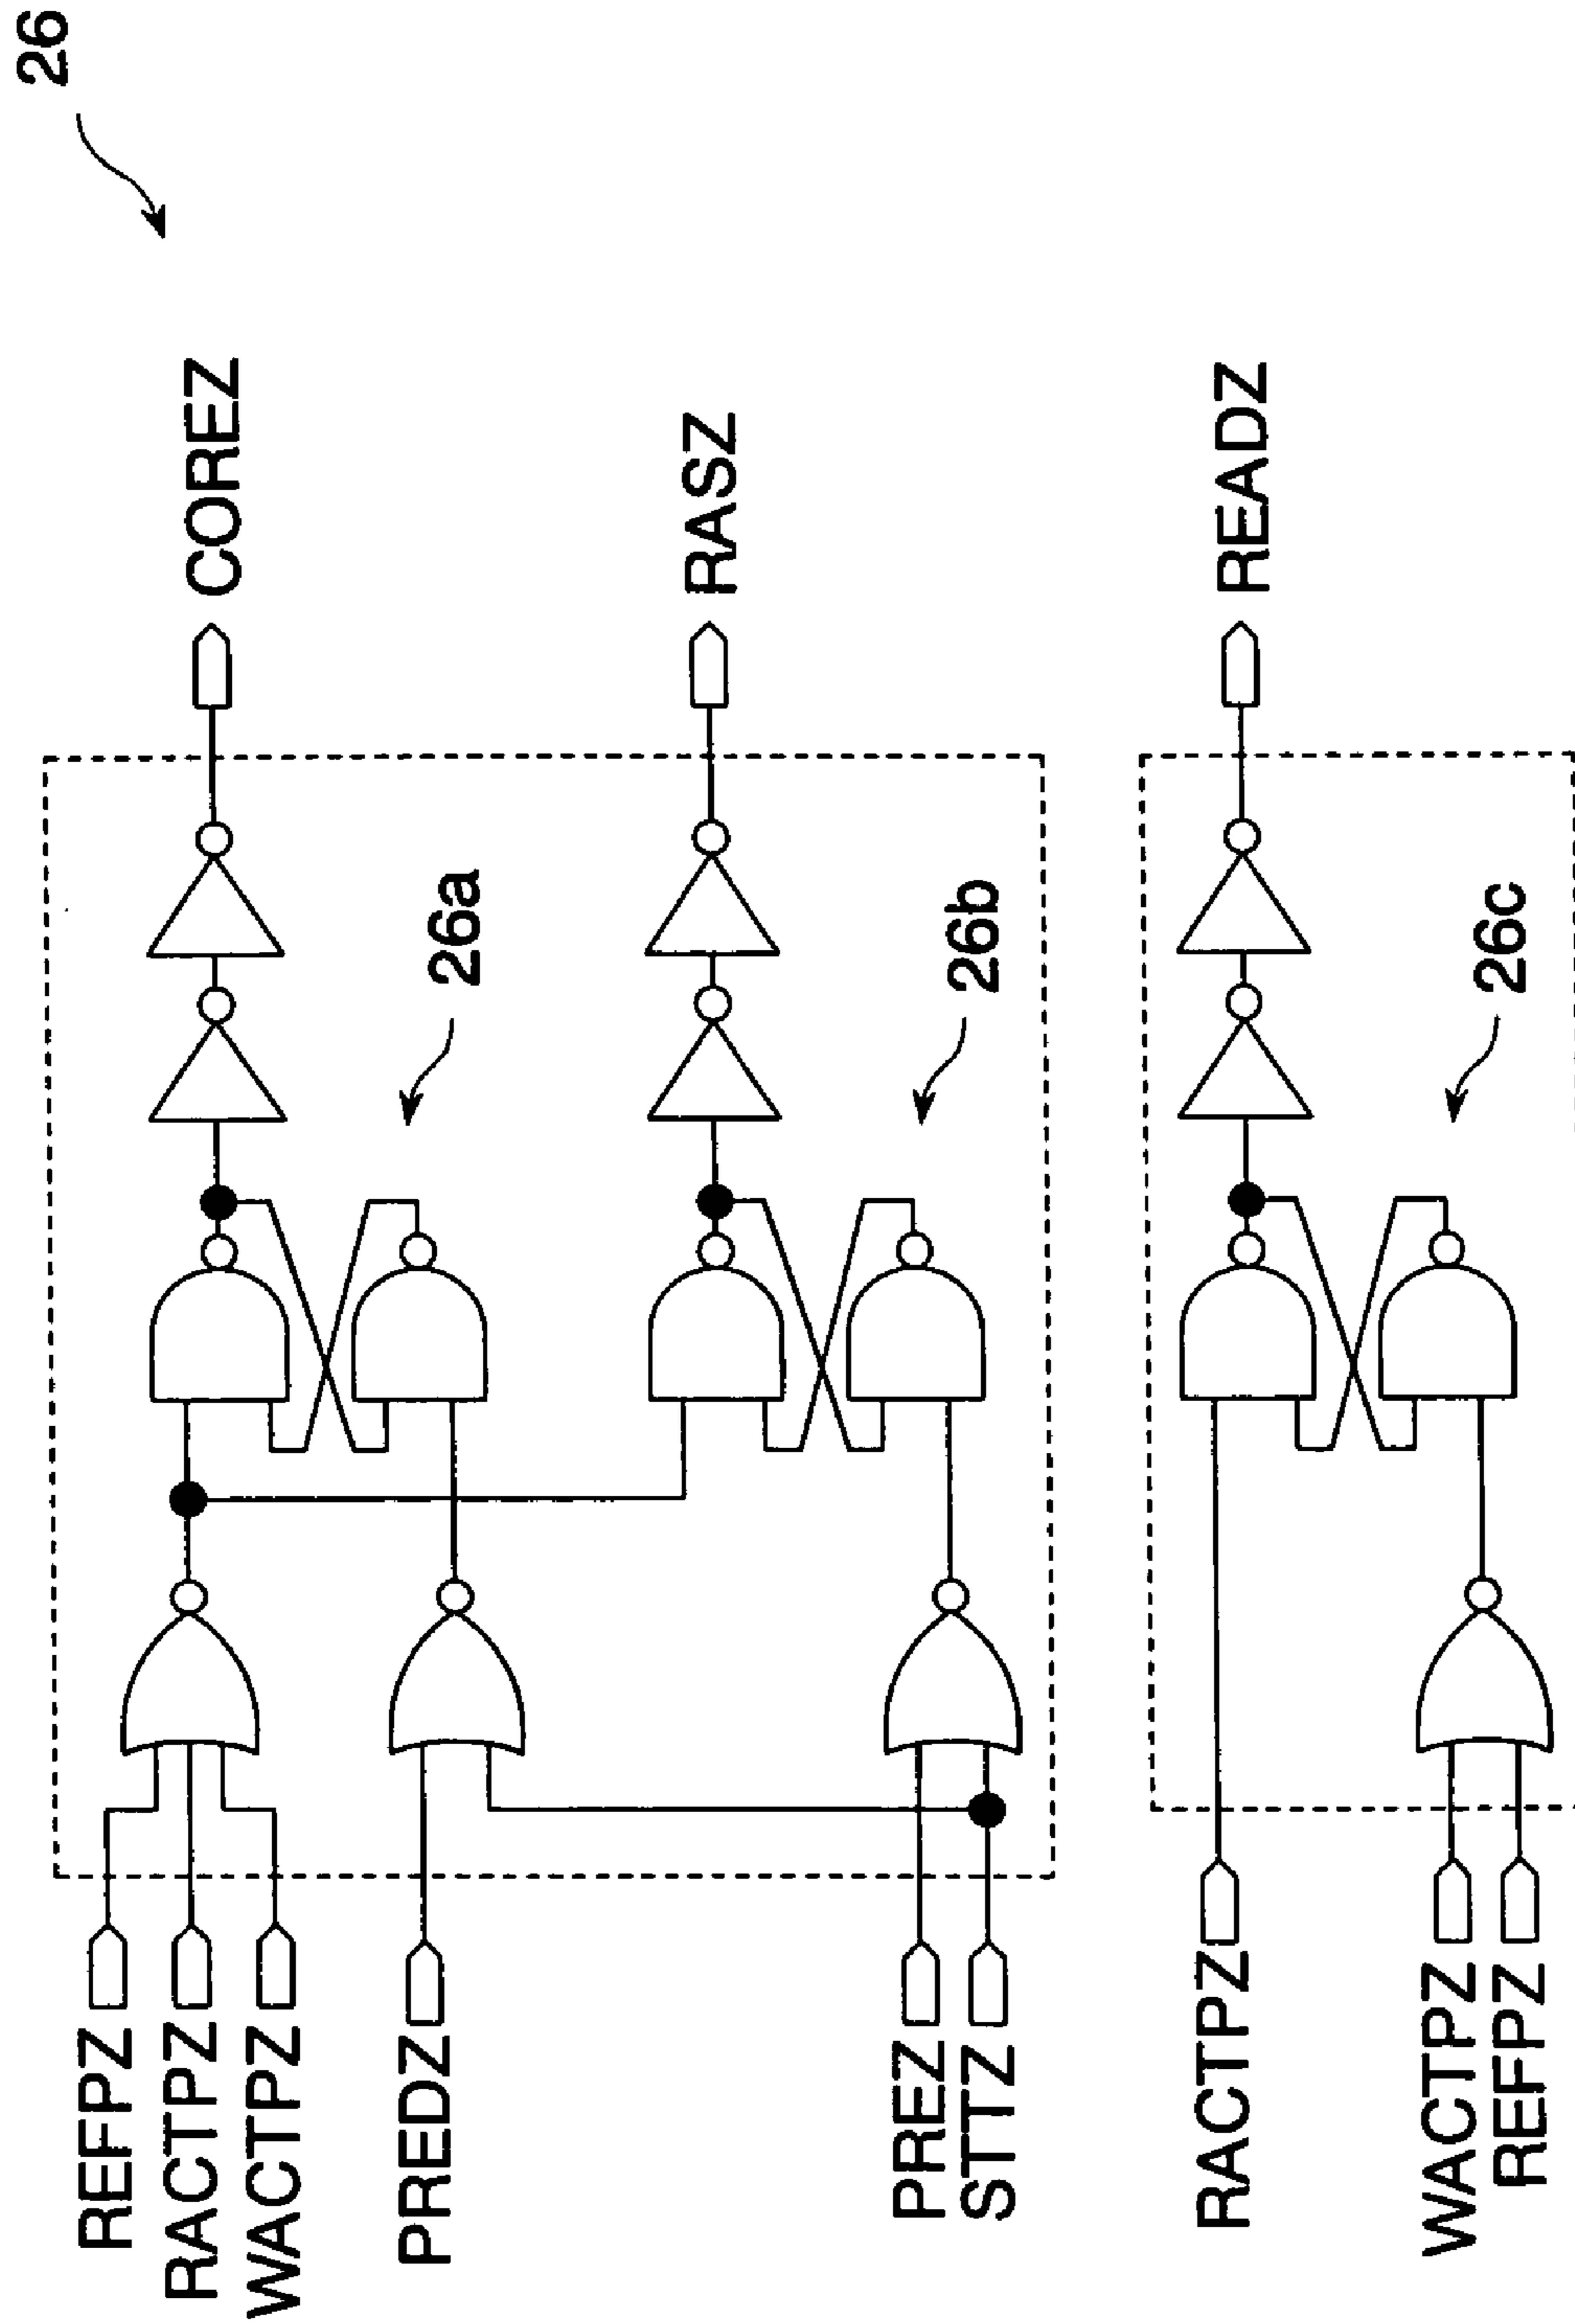 26
REFPZ
RACTPZ
WACTPZ
COREZ
26a
PREDZ
RASZ
26b
PREZ
STTZ
RACTPZ
READZ
26c
WACTPZ
REFPZ